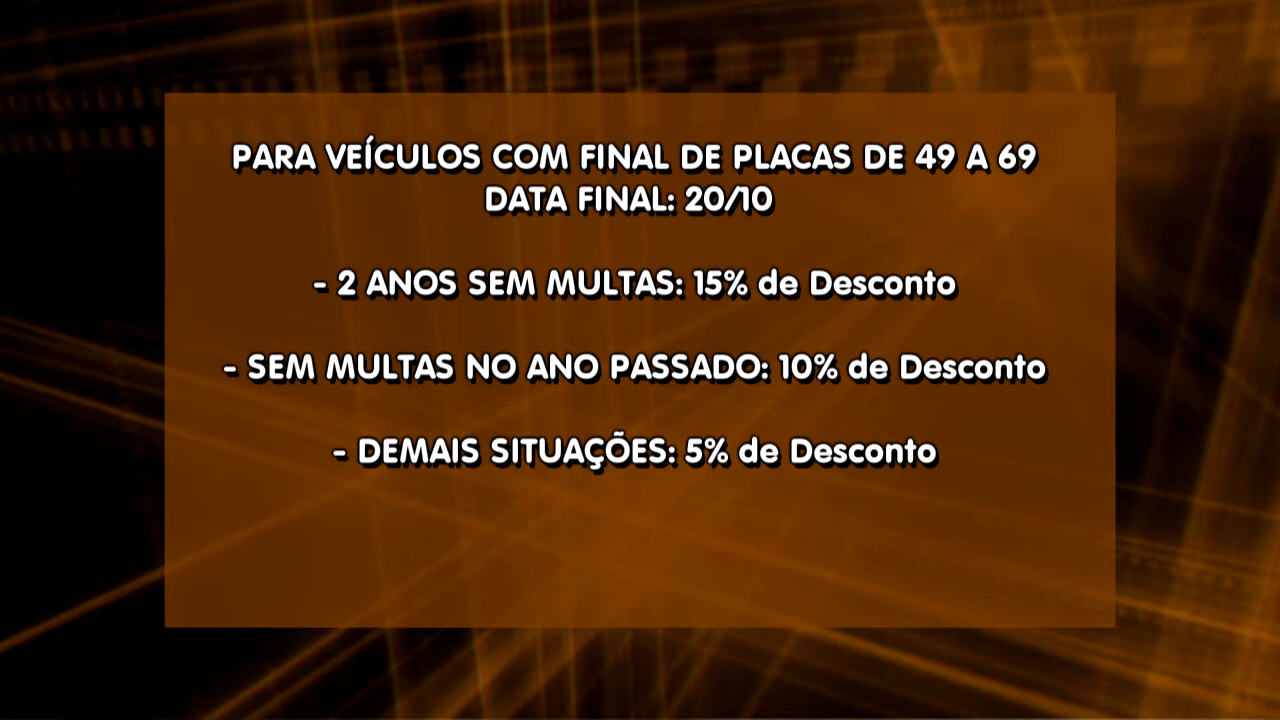 PARA VEÍCULOS COM FINAL DE PLACAS DE 49 A 69
DATA FINAL: 20/10
- 2 ANOS SEM MULTAS: 15% de Desconto
- SEM MULTAS NO ANO PASSADO: 10% de Desconto
- DEMAIS SITUAÇÕES: 5% de Desconto